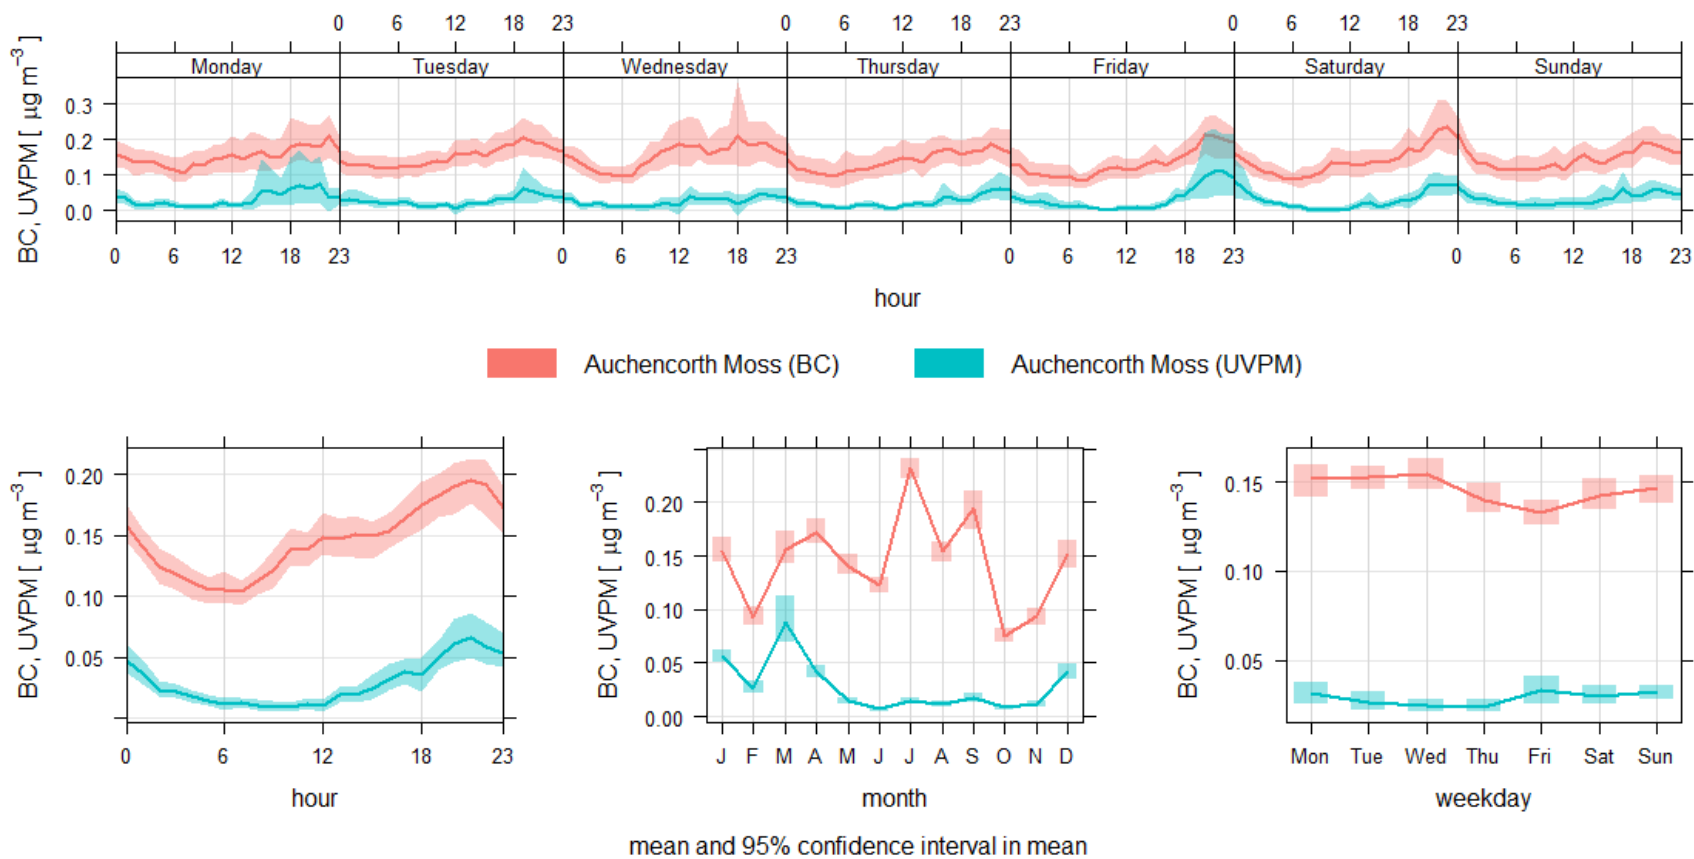 0 6 12 18 23 0 6 12 18 23 0 6 12 18 23
Monday Tuesday Wednesday Thursday Friday Saturday Sunday
BC, UVPM [ µg m⁻³ ]
0.3
0.2
0.1
0.0
0 6 12 18 23 0 6 12 18 23 0 6 12 18 23 0 6 12 18 23
hour
Auchencorth Moss (BC) Auchencorth Moss (UVPM)
BC, UVPM [ µg m⁻³ ]
0.20
0.15
0.10
0.05
0 6 12 18 23
hour
BC, UVPM [ µg m⁻³ ]
0.20
0.15
0.10
0.05
0.00
J F M A M J J A S O N D
month
BC, UVPM [ µg m⁻³ ]
0.15
0.10
0.05
Mon Tue Wed Thu Fri Sat Sun
weekday
mean and 95% confidence interval in mean